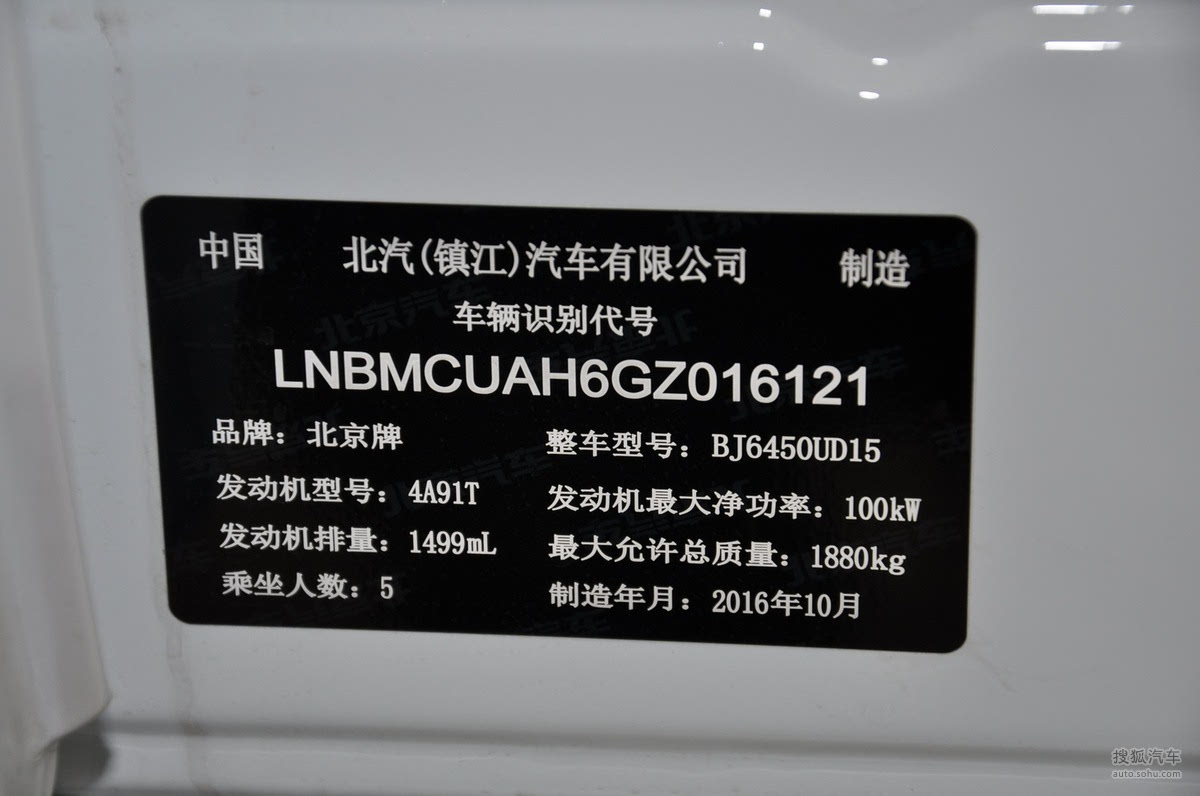 中国 北汽(镇江)汽车有限公司 制造
车辆识别代号
LNBMCUAH6GZ016121
品牌：北京牌 整车型号：BJ6450UD15
发动机型号：4A91T 发动机最大净功率：100kW
发动机排量：1499mL 最大允许总质量：1880kg
乘坐人数：5 制造年月：2016年10月
搜狐汽车
auto.sohu.com